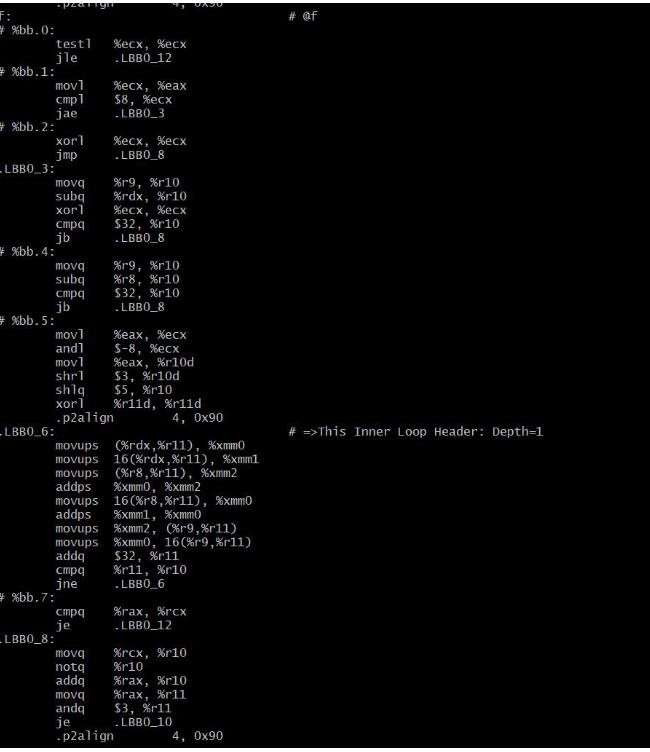 .p2align 4, 0x90
f: # @f
# %bb.0:
testl %ecx, %ecx
jle .LBB0_12
# %bb.1:
movl %ecx, %eax
cmpl $8, %ecx
jae .LBB0_3
# %bb.2:
xorl %ecx, %ecx
jmp .LBB0_8
.LBB0_3:
movq %r9, %r10
subq %rdx, %r10
xorl %ecx, %ecx
cmpq $32, %r10
jb .LBB0_8
# %bb.4:
movq %r9, %r10
subq %r8, %r10
cmpq $32, %r10
jb .LBB0_8
# %bb.5:
movl %eax, %ecx
andl $-8, %ecx
movl %eax, %r10d
shrl $3, %r10d
shlq $5, %r10
xorl %r11d, %r11d
.p2align 4, 0x90
.LBB0_6: # =>This Inner Loop Header: Depth=1
movups (%rdx,%r11), %xmm0
movups 16(%rdx,%r11), %xmm1
movups (%r8,%r11), %xmm2
addps %xmm0, %xmm2
movups 16(%r8,%r11), %xmm0
addps %xmm1, %xmm0
movups %xmm2, (%r9,%r11)
movups %xmm0, 16(%r9,%r11)
addq $32, %r11
cmpq %r11, %r10
jne .LBB0_6
# %bb.7:
cmpq %rax, %rcx
je .LBB0_12
.LBB0_8:
movq %rcx, %r10
notq %r10
addq %rax, %r10
movq %rax, %r11
andq $3, %r11
je .LBB0_10
.p2align 4, 0x90